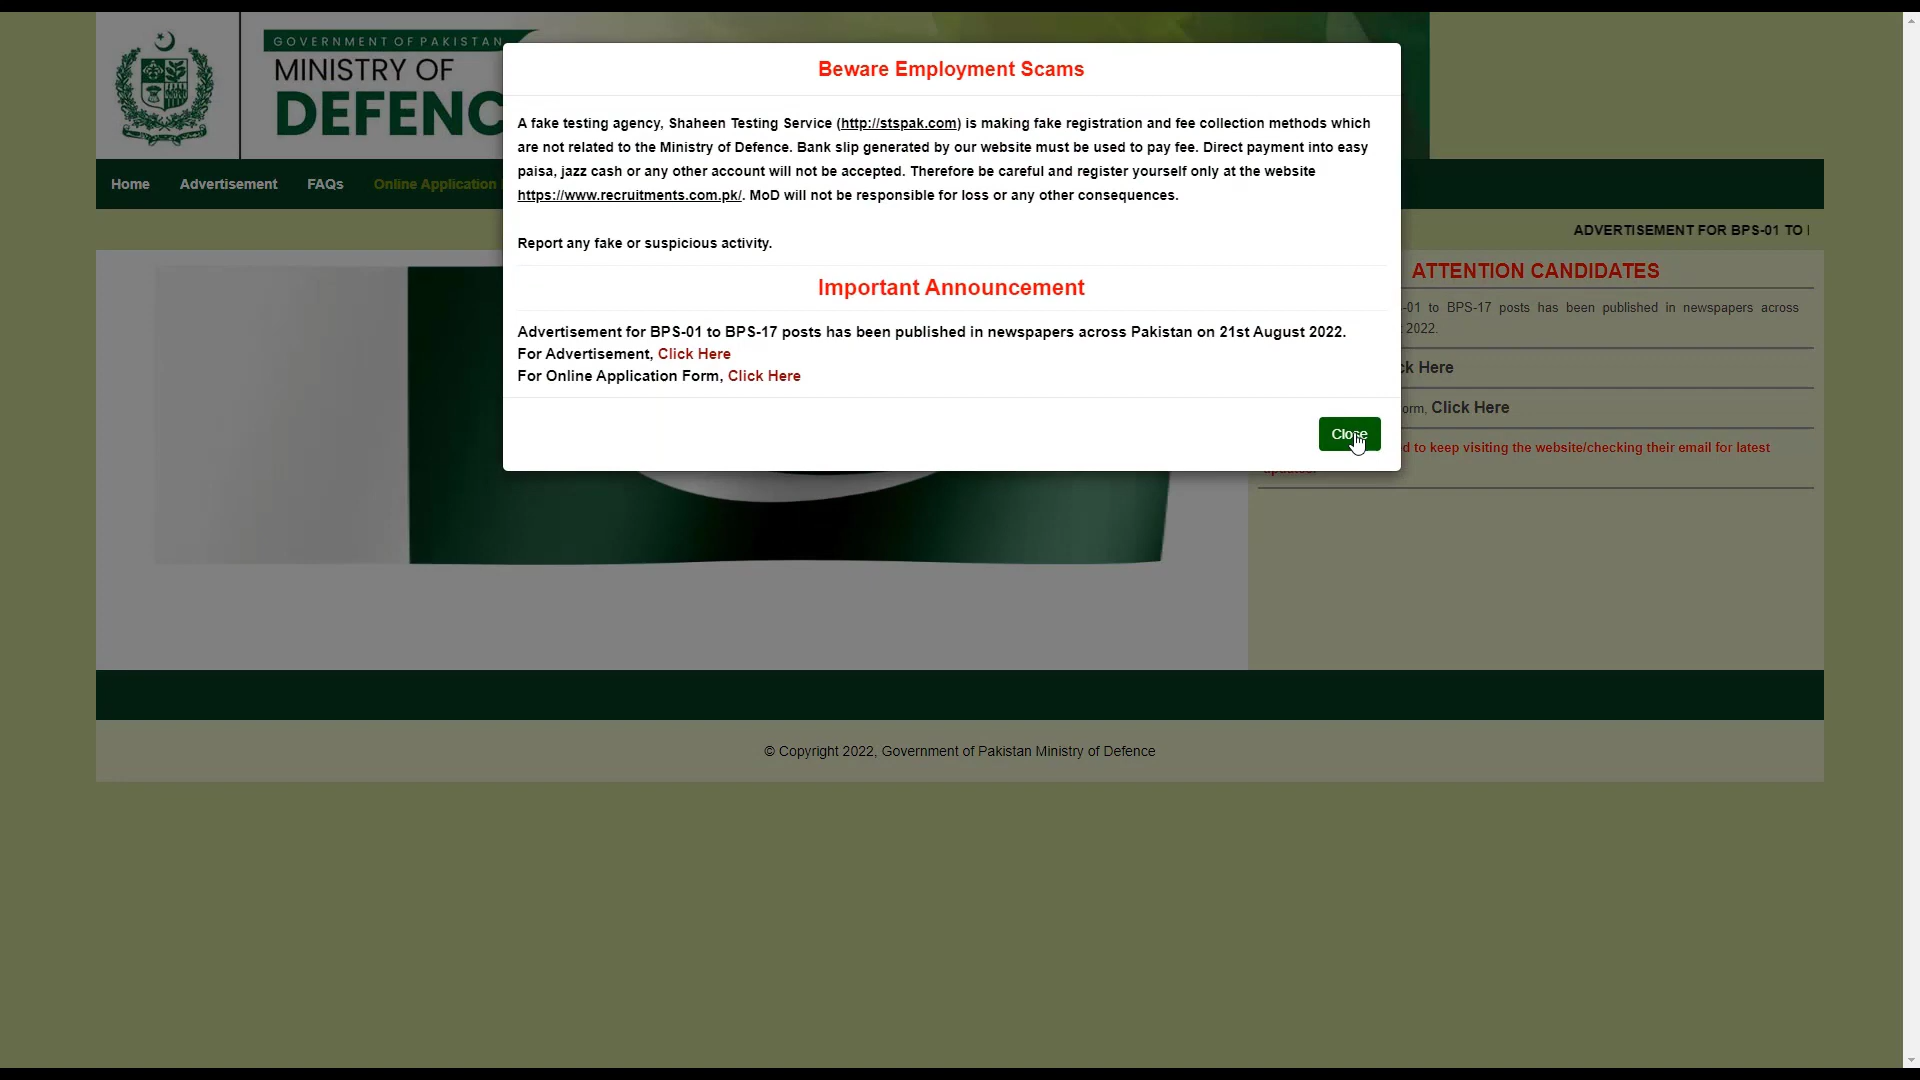 GOVERNMENT OF PAKISTAN
MINISTRY OF
DEFENC
Home Advertisement FAQs Online Application
Beware Employment Scams
A fake testing agency, Shaheen Testing Service (http://stspak.com) is making fake registration and fee collection methods which
are not related to the Ministry of Defence. Bank slip generated by our website must be used to pay fee. Direct payment into easy
paisa, jazz cash or any other account will not be accepted. Therefore be careful and register yourself only at the website
https://www.recruitments.com.pk/. MoD will not be responsible for loss or any other consequences.
Report any fake or suspicious activity.
Important Announcement
Advertisement for BPS-01 to BPS-17 posts has been published in newspapers across Pakistan on 21st August 2022.
For Advertisement, Click Here
For Online Application Form, Click Here
Close
ADVERTISEMENT FOR BPS-01 TO
ATTENTION CANDIDATES
-01 to BPS-17 posts has been published in newspapers across
2022.
ck Here
orm, Click Here
d to keep visiting the website/checking their email for latest
© Copyright 2022, Government of Pakistan Ministry of Defence